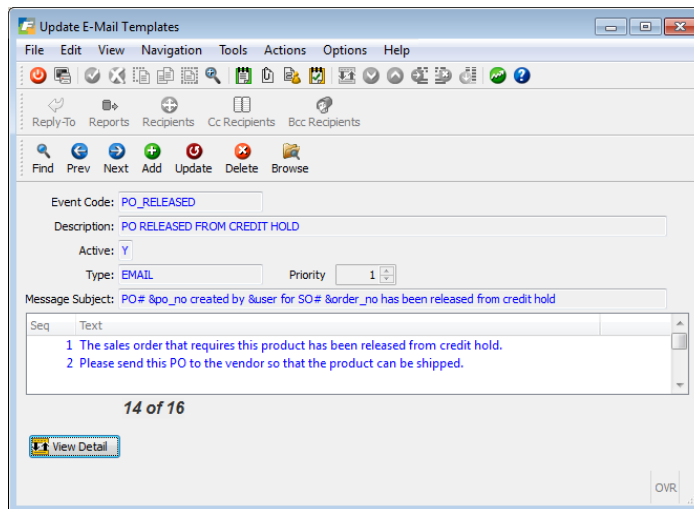 Update E-Mail Templates
File Edit View Navigation Tools Actions Options Help
Reply-To Reports Recipients Cc Recipients Bcc Recipients
Find Prev Next Add Update Delete Browse
Event Code: PO_RELEASED
Description: PO RELEASED FROM CREDIT HOLD
Active: Y
Type: EMAIL Priority 1
Message Subject: PO# &po_no created by &user for SO# &order_no has been released from credit hold
Seq Text
1 The sales order that requires this product has been released from credit hold.
2 Please send this PO to the vendor so that the product can be shipped.
14 of 16
View Detail
OVR